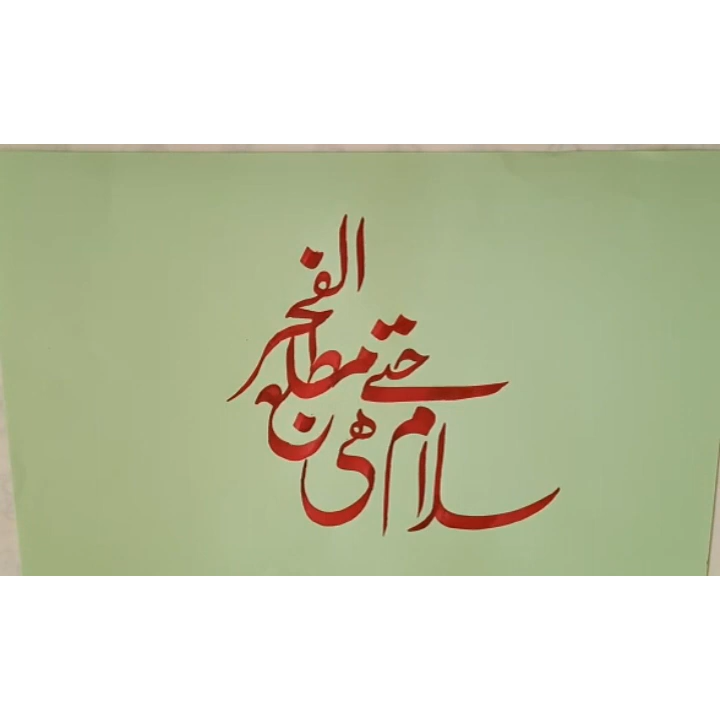 سلام هی
حتی مطلع
الفجر